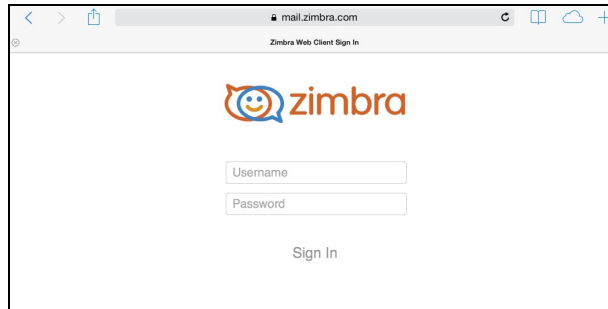 mail.zimbra.com
Zimbra Web Client Sign In
zimbra
Username
Password
Sign In